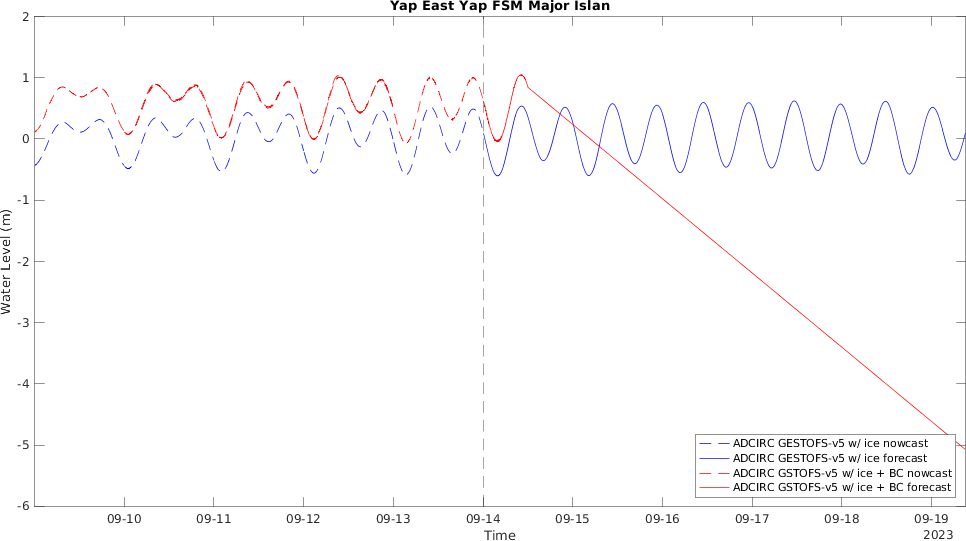 Yap East Yap FSM Major Islan
2
1
0
-1
-2
-3
-4
-5
-6
Water Level (m)
ADCIRC GESTOFS-v5 w/ ice nowcast
ADCIRC GESTOFS-v5 w/ ice forecast
ADCIRC GSTOFS-v5 w/ ice + BC nowcast
ADCIRC GSTOFS-v5 w/ ice + BC forecast
09-10 09-11 09-12 09-13 09-14 09-15 09-16 09-17 09-18 09-19
2023
Time